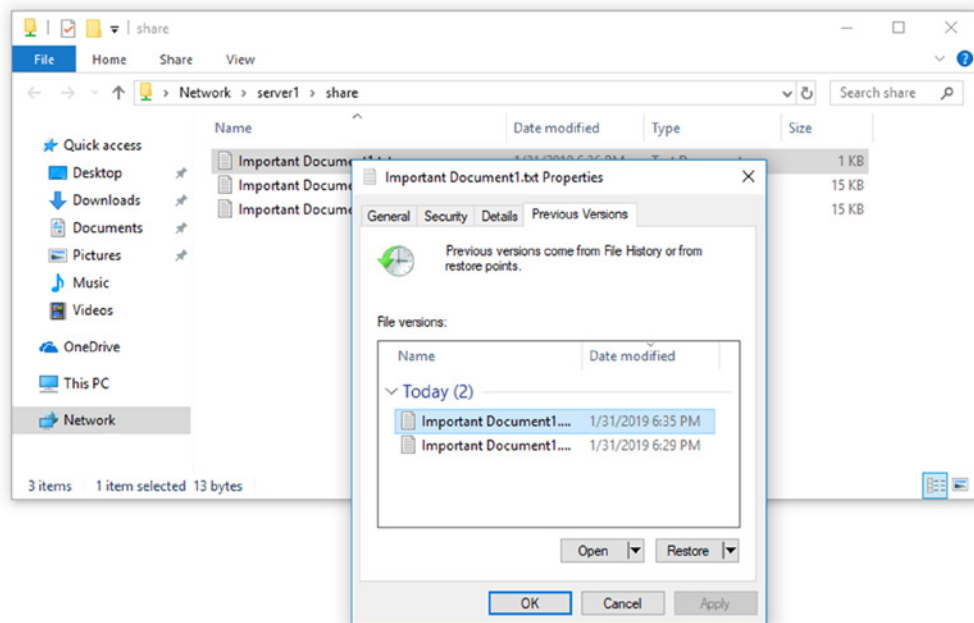 share
File Home Share View
Network > server1 > share
Search share
Name Date modified Type Size
Quick access
Desktop
Downloads
Documents
Pictures
Music
Videos
OneDrive
This PC
Network
Important Docume 1 KB
Important Docume 15 KB
Important Docume 15 KB
3 items 1 item selected 13 bytes
Important Document1.txt Properties
General Security Details Previous Versions
Previous versions come from File History or from
restore points.
File versions:
Name Date modified
Today (2)
Important Document1.... 1/31/2019 6:35 PM
Important Document1.... 1/31/2019 6:29 PM
Open Restore
OK Cancel Apply